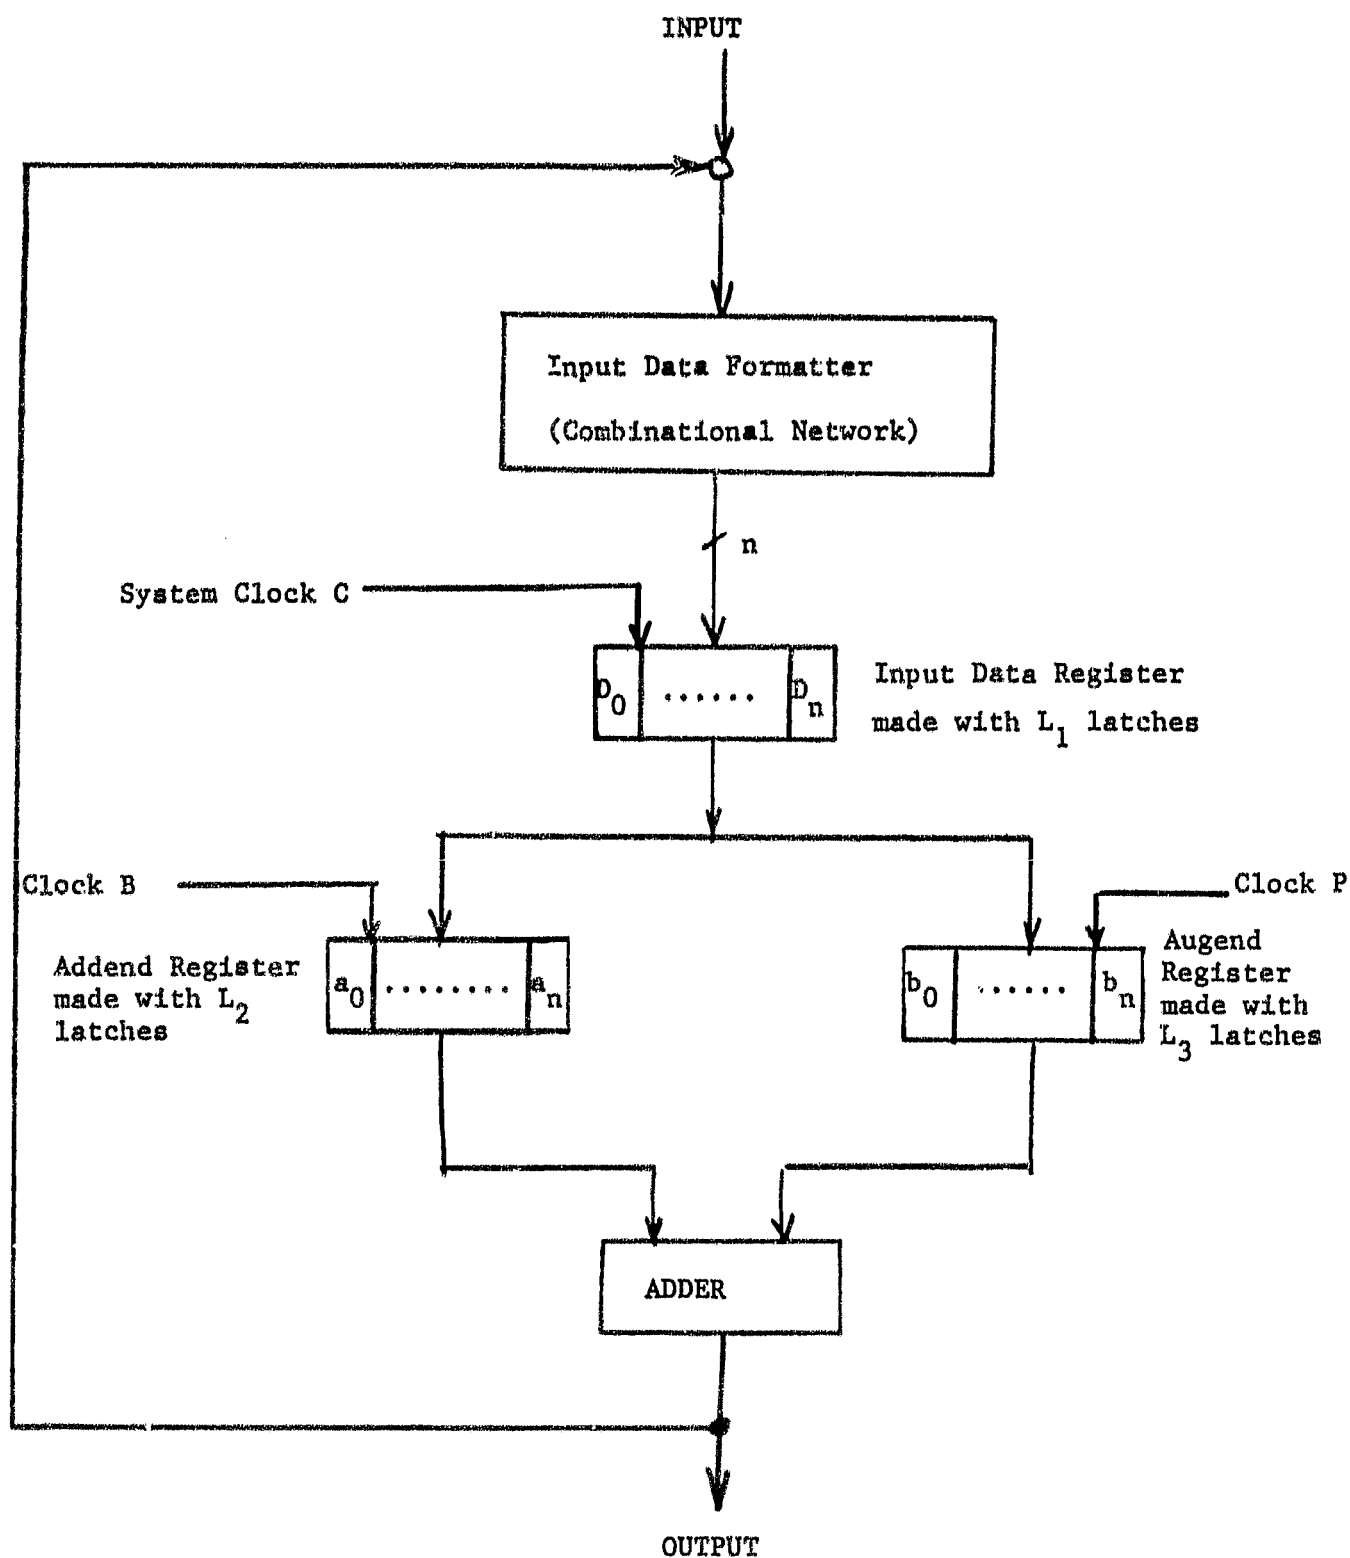 INPUT
Input Data Formatter
(Combinational Network)
n
System Clock C
D0 ...... Dn
Input Data Register
made with L1 latches
Clock B
Clock P
Addend Register
made with L2
latches
a0 ........ an
b0 ...... bn
Augend
Register
made with
L3 latches
ADDER
OUTPUT